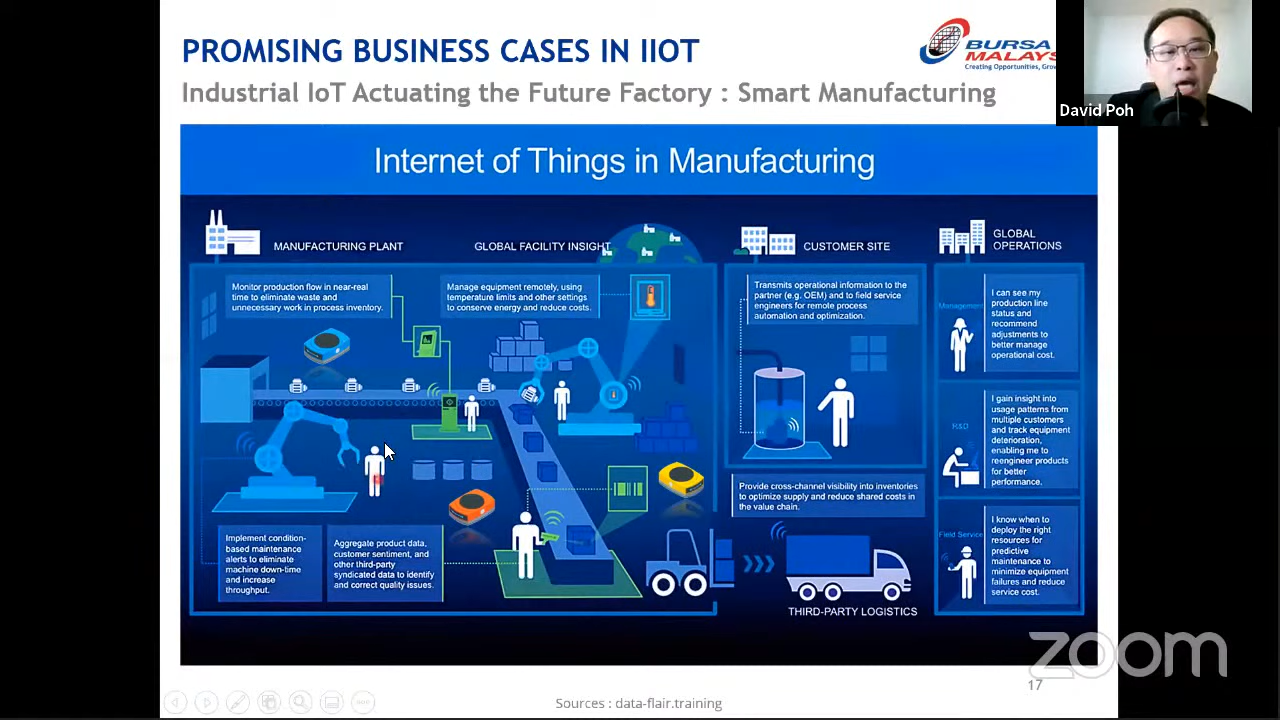 PROMISING BUSINESS CASES IN IIOT
Industrial IoT Actuating the Future Factory : Smart Manufacturing
BURSA
MALAYS
Creating Opportunities, Grow
David Poh
Internet of Things in Manufacturing
MANUFACTURING PLANT
GLOBAL FACILITY INSIGHT
CUSTOMER SITE
GLOBAL
OPERATIONS
Monitor production flow in near-real
time to eliminate waste and
unnecessary work in process inventory.
Manage equipment remotely, using
temperature limits and other settings
to conserve energy and reduce costs.
Transmits operational information to the
partner (e.g. OEM) and to field service
engineers for remote process
automation and optimization.
Management
I can see my
production line
status and
recommend
adjustments to
better manage
operational cost.
R&D
I gain insight into
usage patterns from
multiple customers
and track equipment
deterioration,
enabling me to
reengineer products
for better
performance.
Provide cross-channel visibility into inventories
to optimize supply and reduce shared costs in
the value chain.
Field Service
I know when to
deploy the right
resources for
predictive
maintenance to
minimize equipment
failures and reduce
service cost.
Implement condition-
based maintenance
alerts to eliminate
machine down-time
and increase
throughput.
Aggregate product data,
customer sentiment, and
other third-party
syndicated data to identify
and correct quality issues.
THIRD-PARTY LOGISTICS
zoom
17
Sources : data-flair.training